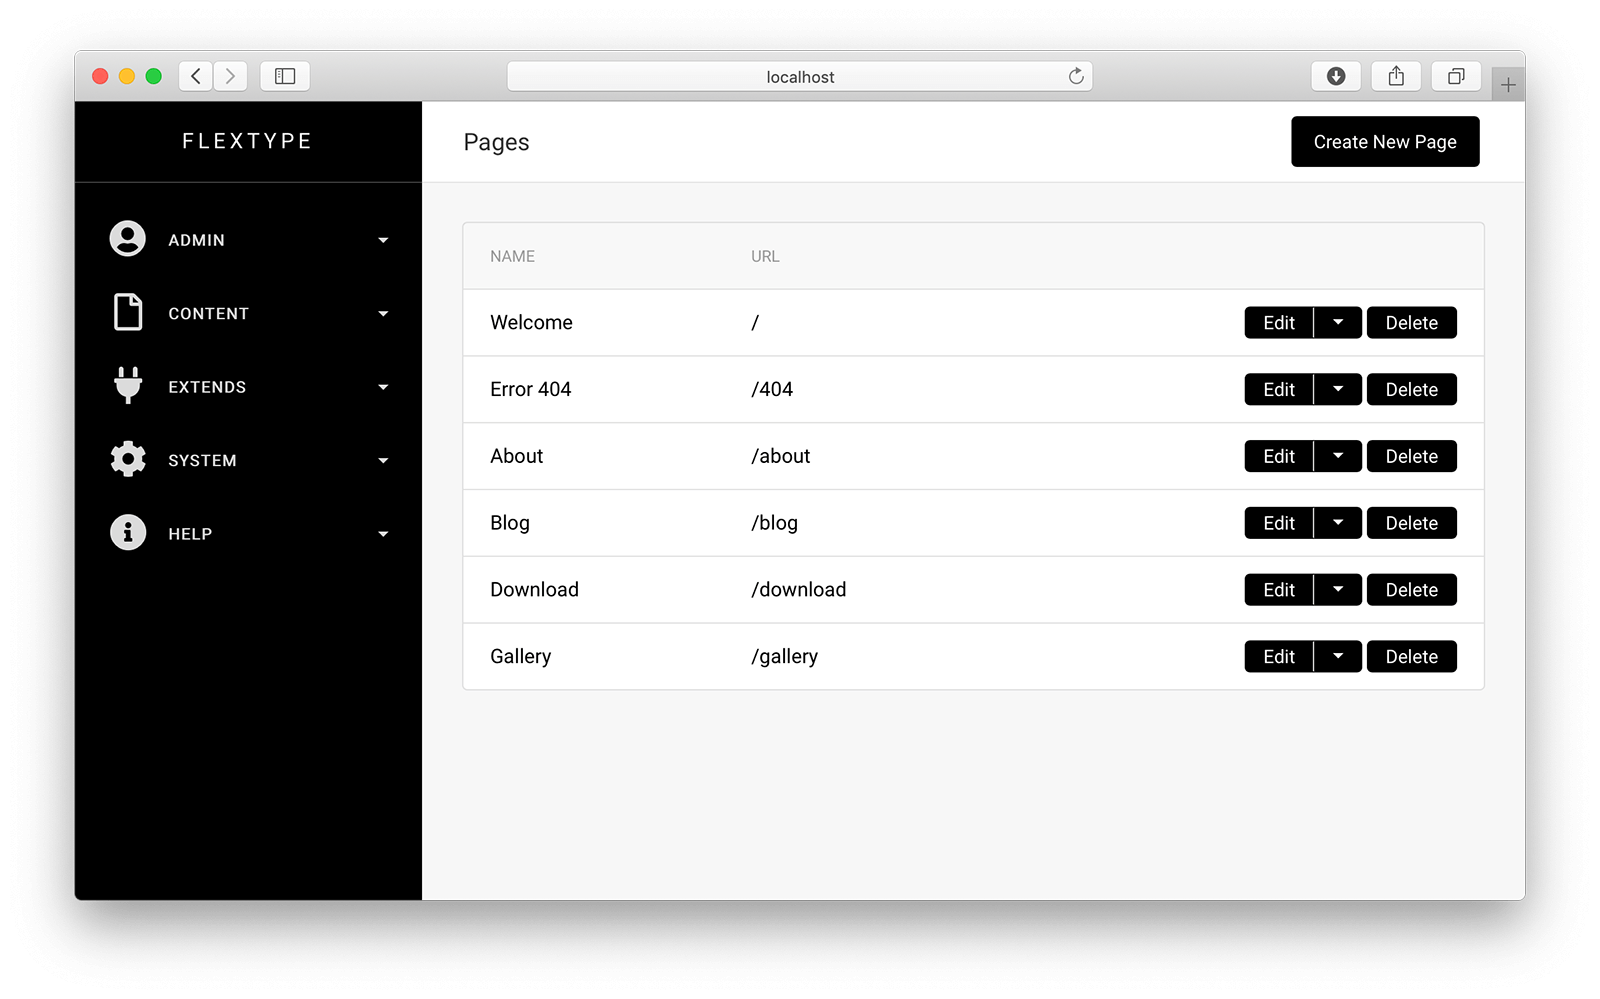 localhost
FLEXTYPE
Pages
Create New Page
ADMIN
CONTENT
EXTENDS
SYSTEM
HELP
NAME URL
Welcome / Edit Delete
Error 404 /404 Edit Delete
About /about Edit Delete
Blog /blog Edit Delete
Download /download Edit Delete
Gallery /gallery Edit Delete